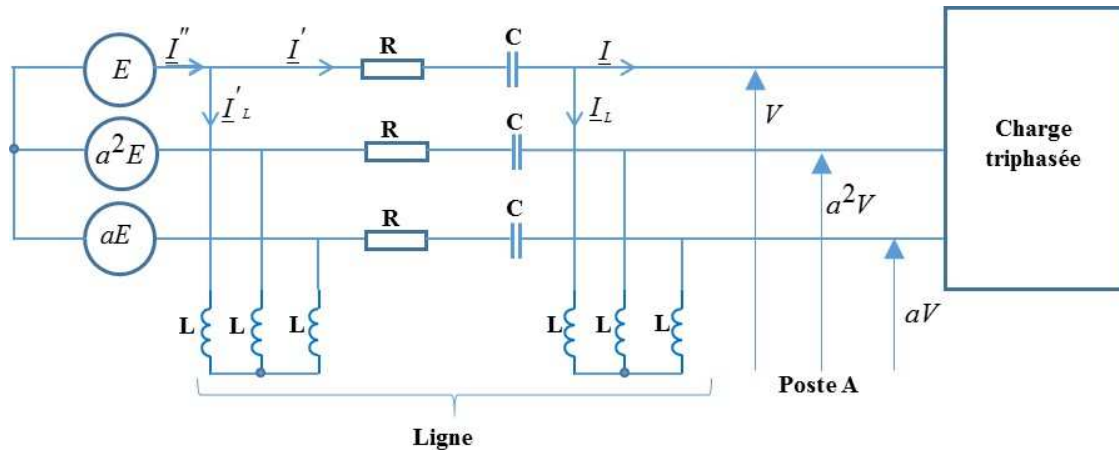 I'' I' R C I
E
I'L IL V
R C
a²E
Charge
triphasée
R C a²V
aE
aV
L L L L L L
Poste A
Ligne